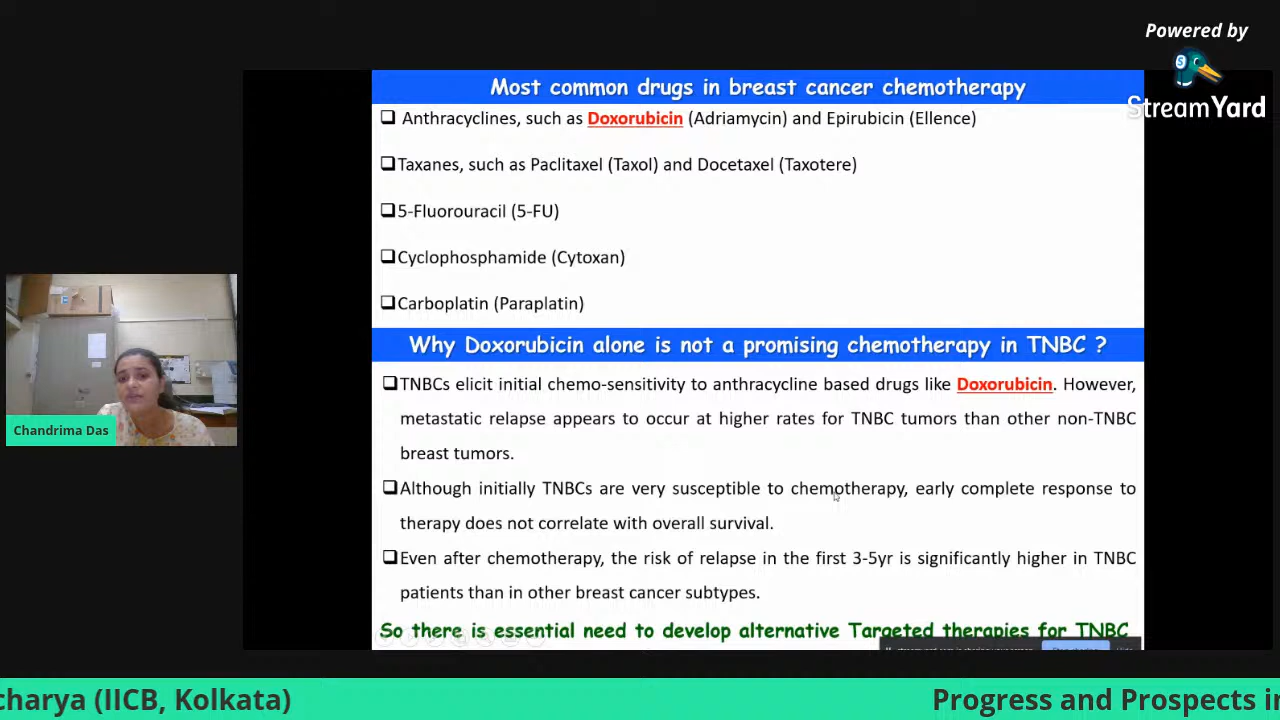 Powered by
StreamYard
Most common drugs in breast cancer chemotherapy
Anthracyclines, such as Doxorubicin (Adriamycin) and Epirubicin (Ellence)
Taxanes, such as Paclitaxel (Taxol) and Docetaxel (Taxotere)
5-Fluorouracil (5-FU)
Cyclophosphamide (Cytoxan)
Carboplatin (Paraplatin)
Why Doxorubicin alone is not a promising chemotherapy in TNBC ?
TNBCs elicit initial chemo-sensitivity to anthracycline based drugs like Doxorubicin. However,
metastatic relapse appears to occur at higher rates for TNBC tumors than other non-TNBC
breast tumors.
Although initially TNBCs are very susceptible to chemotherapy, early complete response to
therapy does not correlate with overall survival.
Even after chemotherapy, the risk of relapse in the first 3-5yr is significantly higher in TNBC
patients than in other breast cancer subtypes.
So there is essential need to develop alternative Targeted therapies for TNBC
Chandrima Das
charya (IICB, Kolkata)
Progress and Prospects i